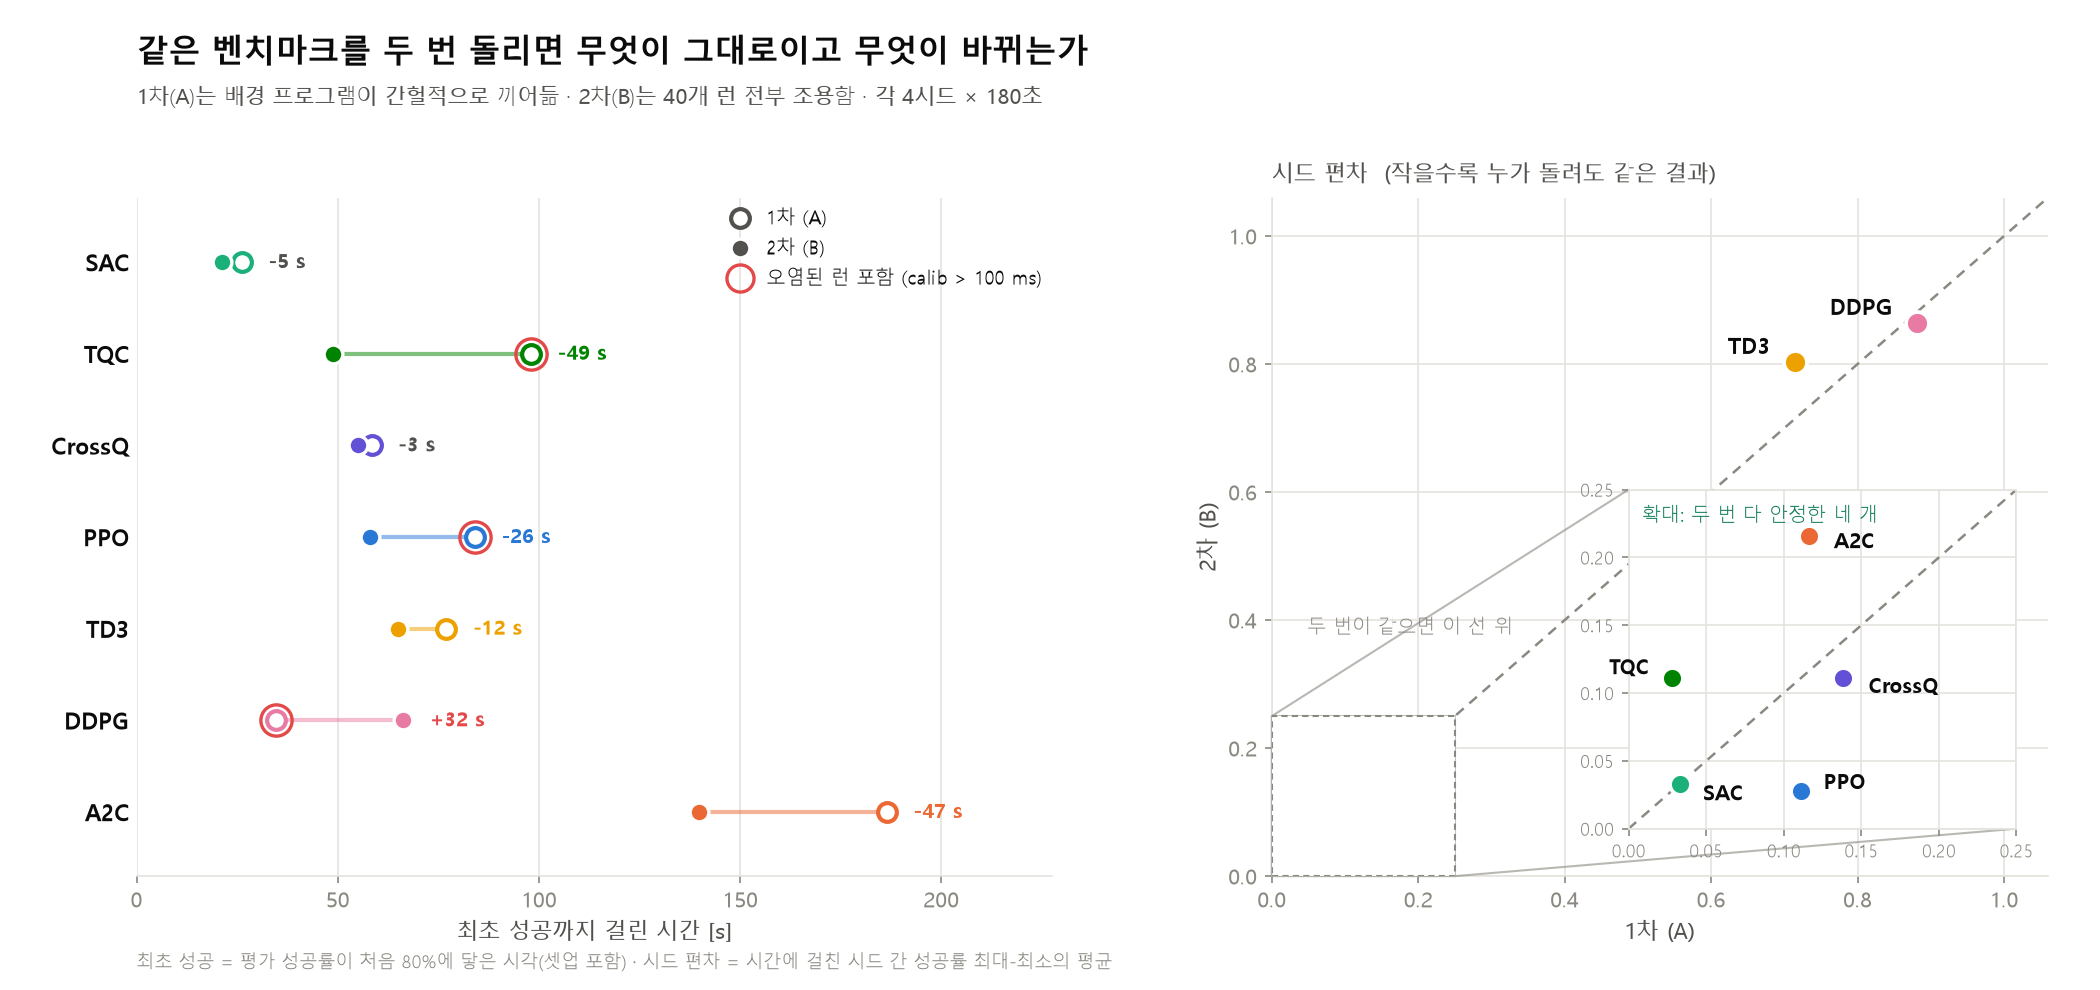 같은 벤치마크를 두 번 돌리면 무엇이 그대로이고 무엇이 바뀌는가
1차(A)는 배경 프로그램이 간헐적으로 끼어듦 · 2차(B)는 40개 런 전부 조용함 · 각 4시드 × 180초
1차 (A)
2차 (B)
오염된 런 포함 (calib > 100 ms)
SAC
-5 s
TQC
-49 s
CrossQ
-3 s
PPO
-26 s
TD3
-12 s
DDPG
+32 s
A2C
-47 s
0 50 100 150 200
최초 성공까지 걸린 시간 [s]
최초 성공 = 평가 성공률이 처음 80%에 닿은 시각(셋업 포함) · 시드 편차 = 시간에 걸친 시드 간 성공률 최대-최소의 평균
시드 편차 (작을수록 누가 돌려도 같은 결과)
1.0
0.8
0.6
0.4
0.2
0.0
2차 (B)
DDPG
TD3
두 번이 같으면 이 선 위
확대: 두 번 다 안정한 네 개
0.25
0.20
0.15
0.10
0.05
0.00
A2C
TQC
CrossQ
SAC
PPO
0.00 0.05 0.10 0.15 0.20 0.25
0.0 0.2 0.4 0.6 0.8 1.0
1차 (A)